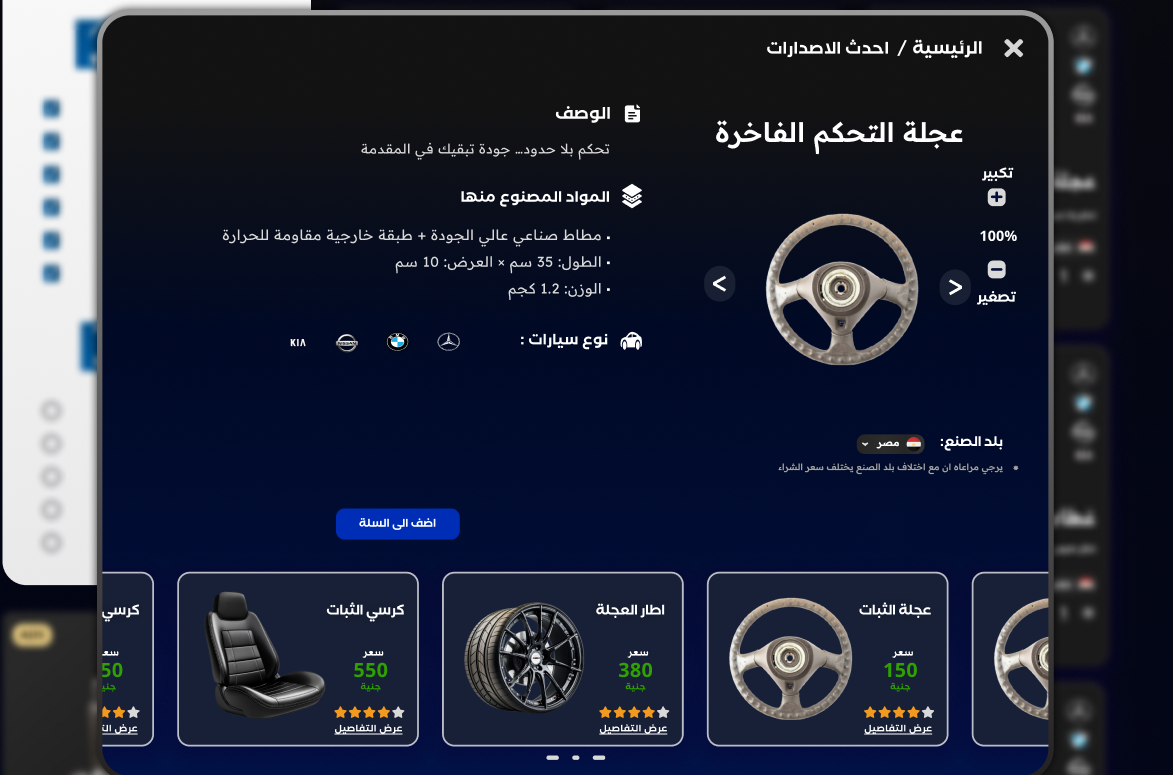 الرئيسية / احدث الاصدارات
عجلة التحكم الفاخرة
تكبير
100%
تصغير
بلد الصنع:
مصر
يرجي مراعاه ان مع اختلاف بلد الصنع يختلف سعر الشراء
الوصف
تحكم بلا حدود... جودة تبقيك في المقدمة
المواد المصنوع منها
• مطاط صناعي عالي الجودة + طبقة خارجية مقاومة للحرارة
• الطول: 35 سم × العرض: 10 سم
• الوزن: 1.2 كجم
نوع سيارات :
KIA
اضف الى السلة
عجلة الثبات
سعر
150
جنية
عرض التفاصيل
اطار العجلة
سعر
380
جنية
عرض التفاصيل
كرسي الثبات
سعر
550
جنية
عرض التفاصيل
كرسي
سعر
50